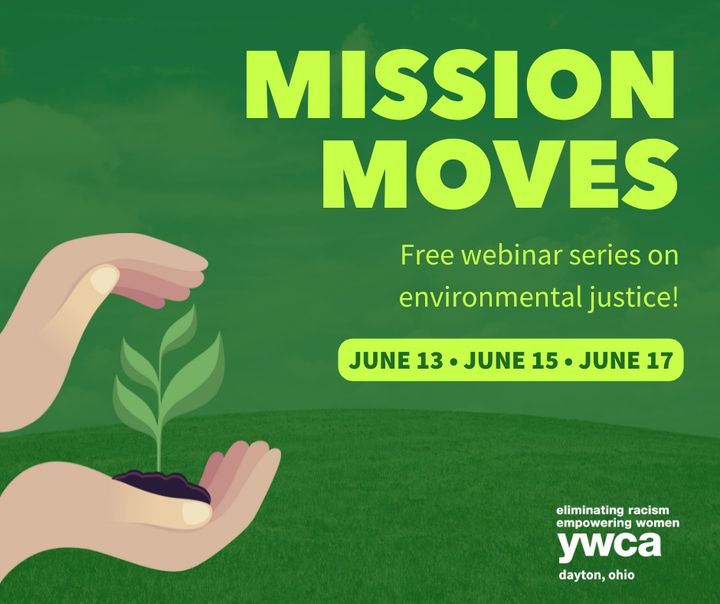 MISSION
MOVES
Free webinar series on
environmental justice!
JUNE 13 • JUNE 15 • JUNE 17
eliminating racism
empowering women
ywca
dayton, ohio